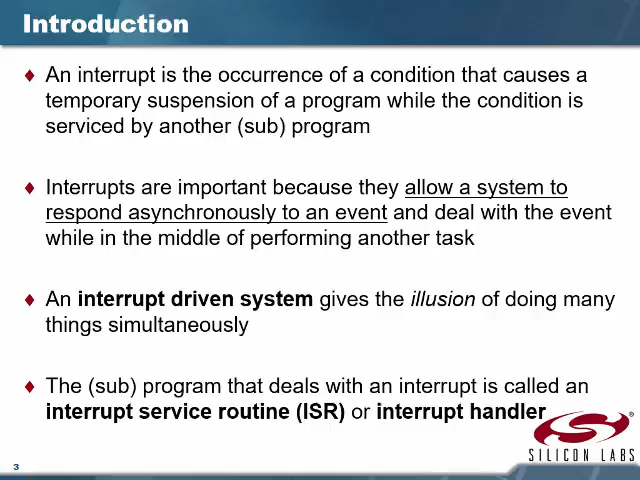 Introduction
♦ An interrupt is the occurrence of a condition that causes a
temporary suspension of a program while the condition is
serviced by another (sub) program
♦ Interrupts are important because they allow a system to
respond asynchronously to an event and deal with the event
while in the middle of performing another task
♦ An interrupt driven system gives the illusion of doing many
things simultaneously
♦ The (sub) program that deals with an interrupt is called an
interrupt service routine (ISR) or interrupt handler
®
SILICON LABS
3